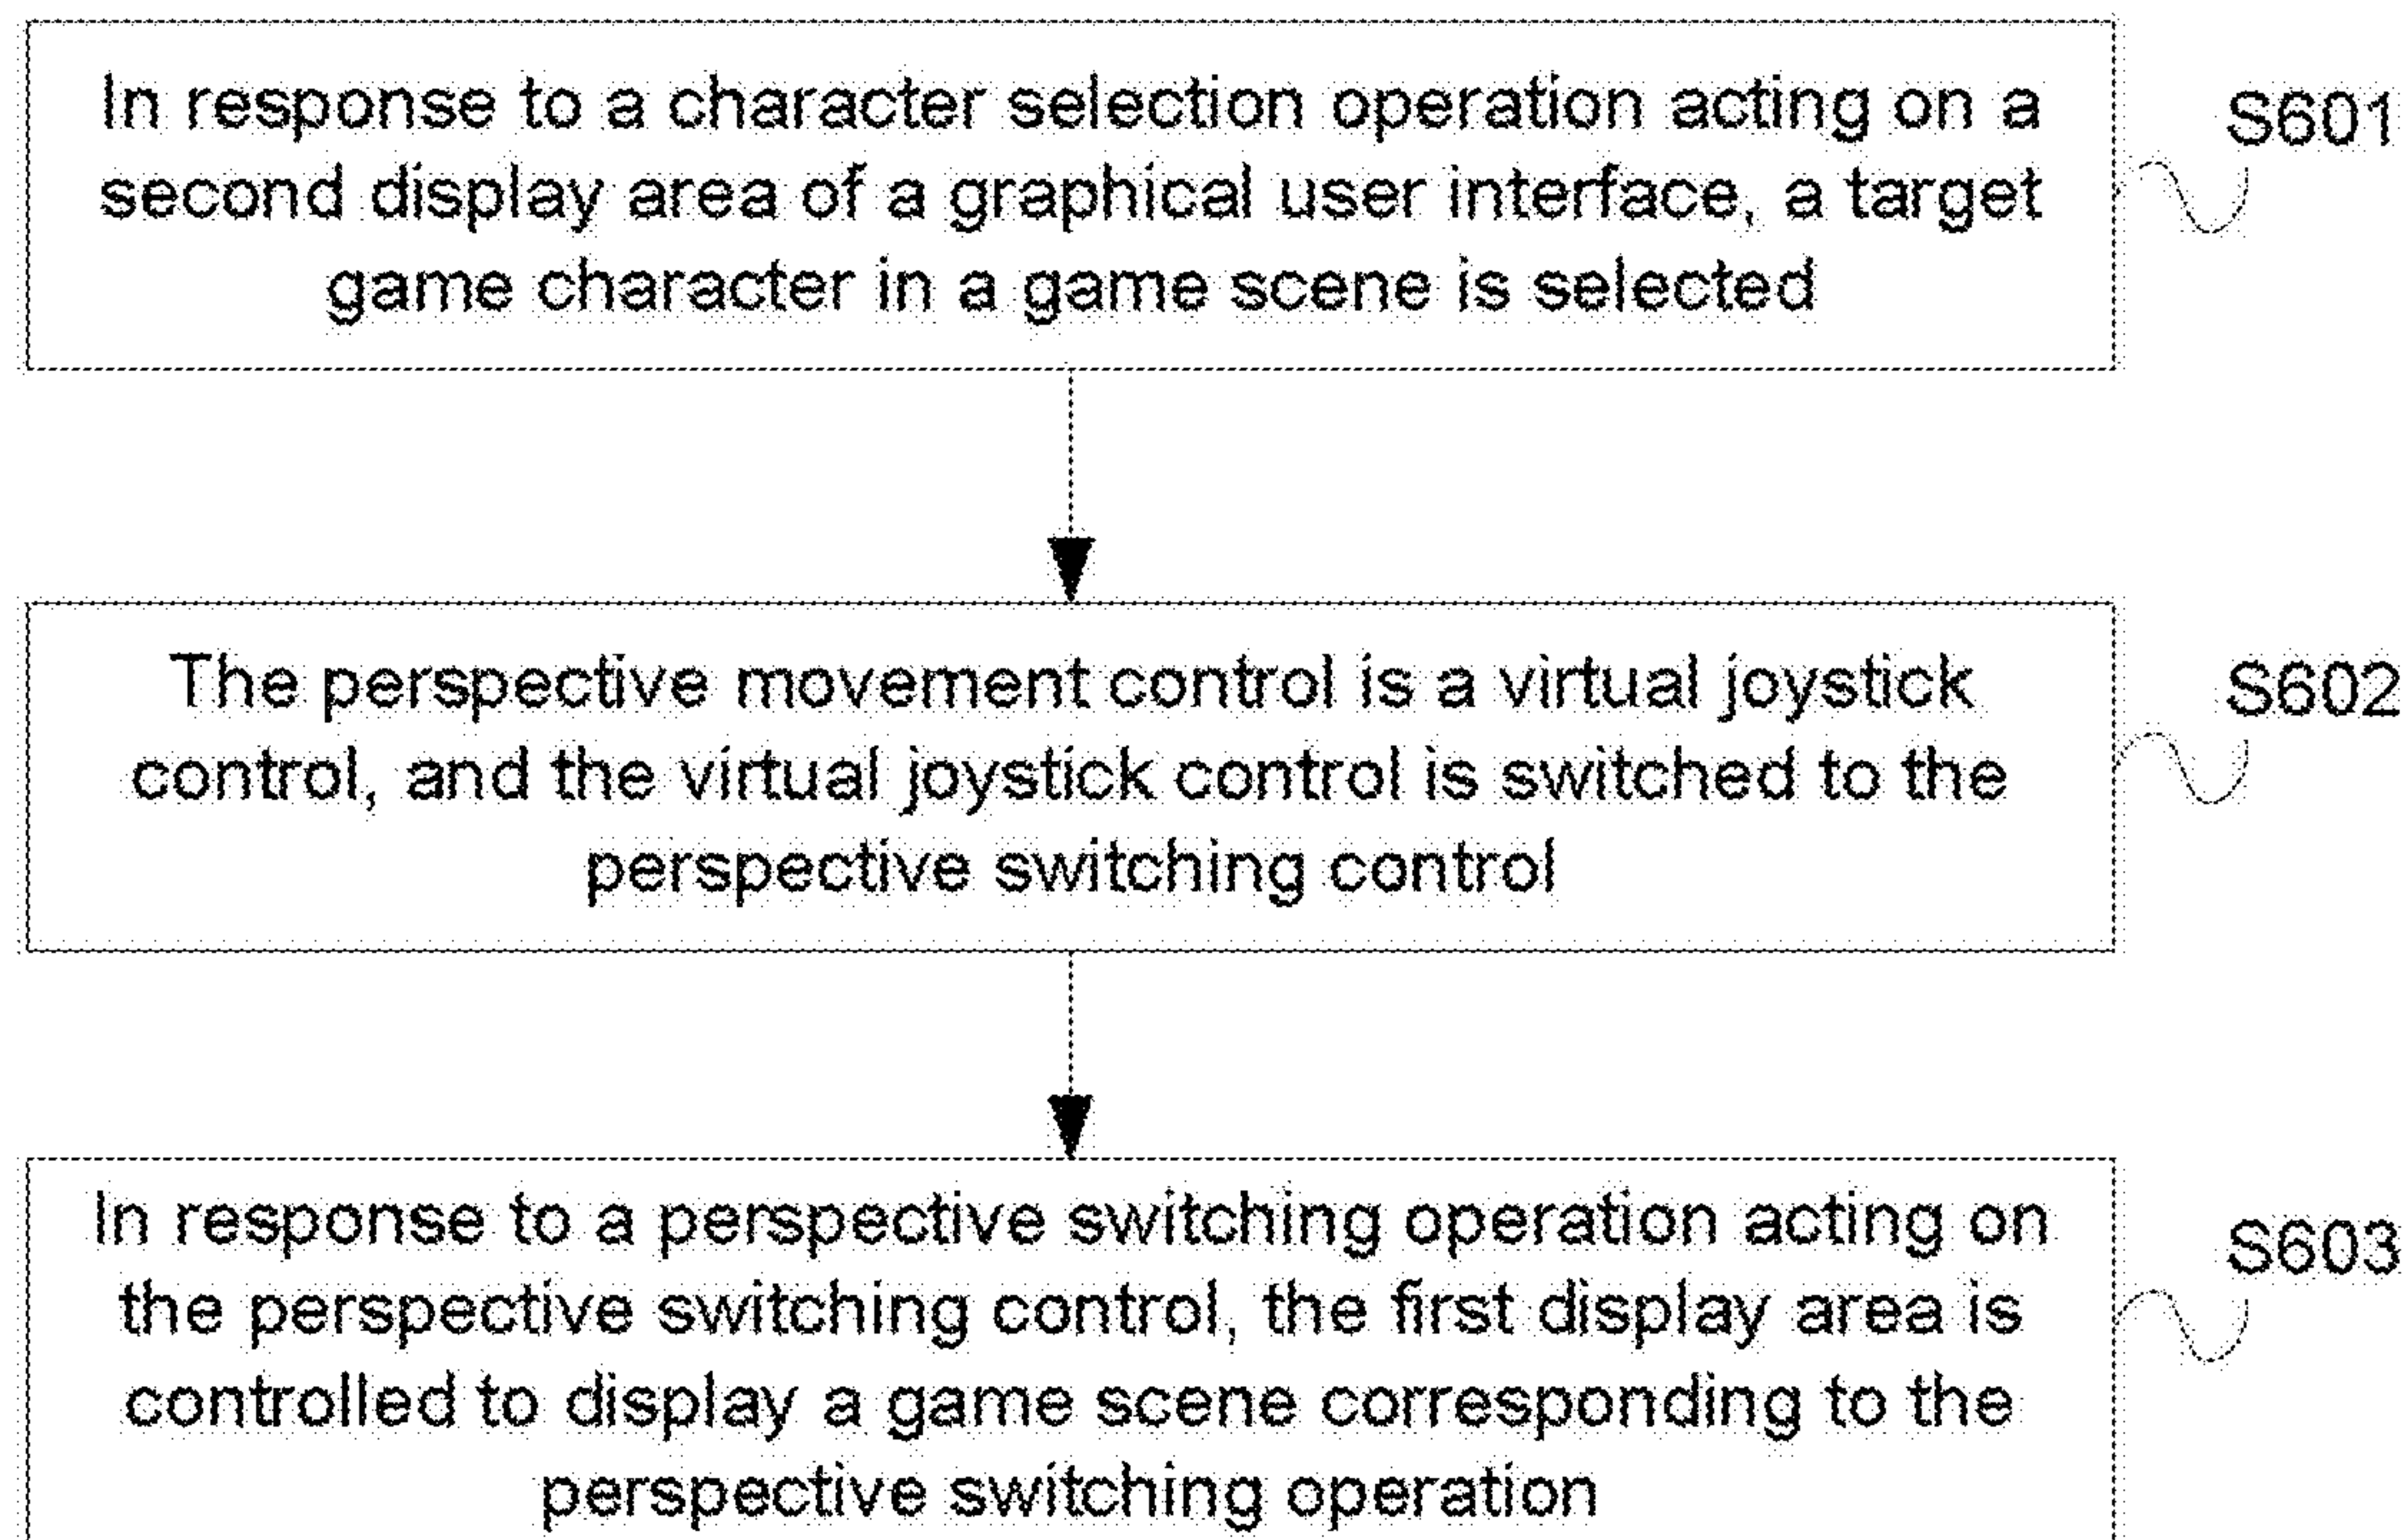 In response to a character selection operation acting on a
second display area of a graphical user interface, a target
game character in a game scene is selected
S601
The perspective movement control is a virtual joystick
control, and the virtual joystick control is switched to the
perspective switching control
S602
In response to a perspective switching operation acting on
the perspective switching control, the first display area is
controlled to display a game scene corresponding to the
perspective switching operation
S603